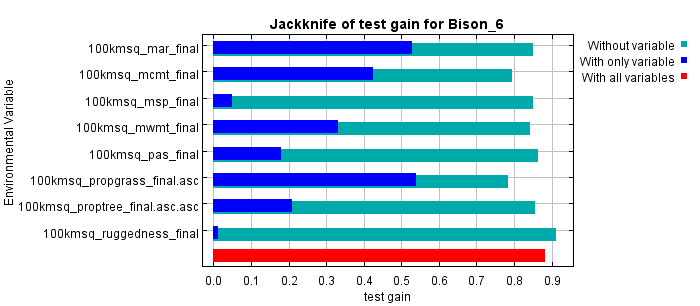 Jackknife of test gain for Bison_6
Environmental Variable
100kmsq_mar_final
100kmsq_mcmt_final
100kmsq_msp_final
100kmsq_mwmt_final
100kmsq_pas_final
100kmsq_propgrass_final.asc
100kmsq_proptree_final.asc.asc
100kmsq_ruggedness_final
0.0 0.1 0.2 0.3 0.4 0.5 0.6 0.7 0.8 0.9
test gain
Without variable
With only variable
With all variables